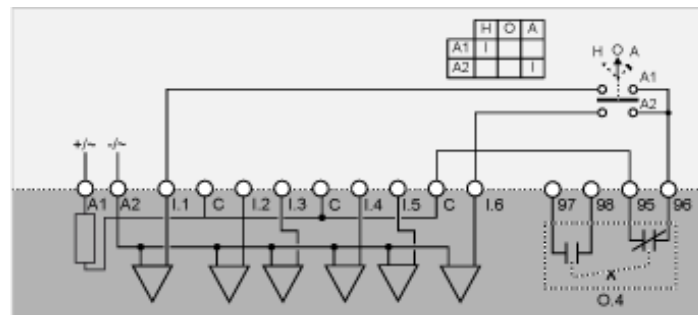 H O A
A1 I
A2 I
H O A
A1
A2
+/~ -/~
A1 A2 I.1 C I.2 I.3 C I.4 I.5 C I.6 97 98 95 96
O.4